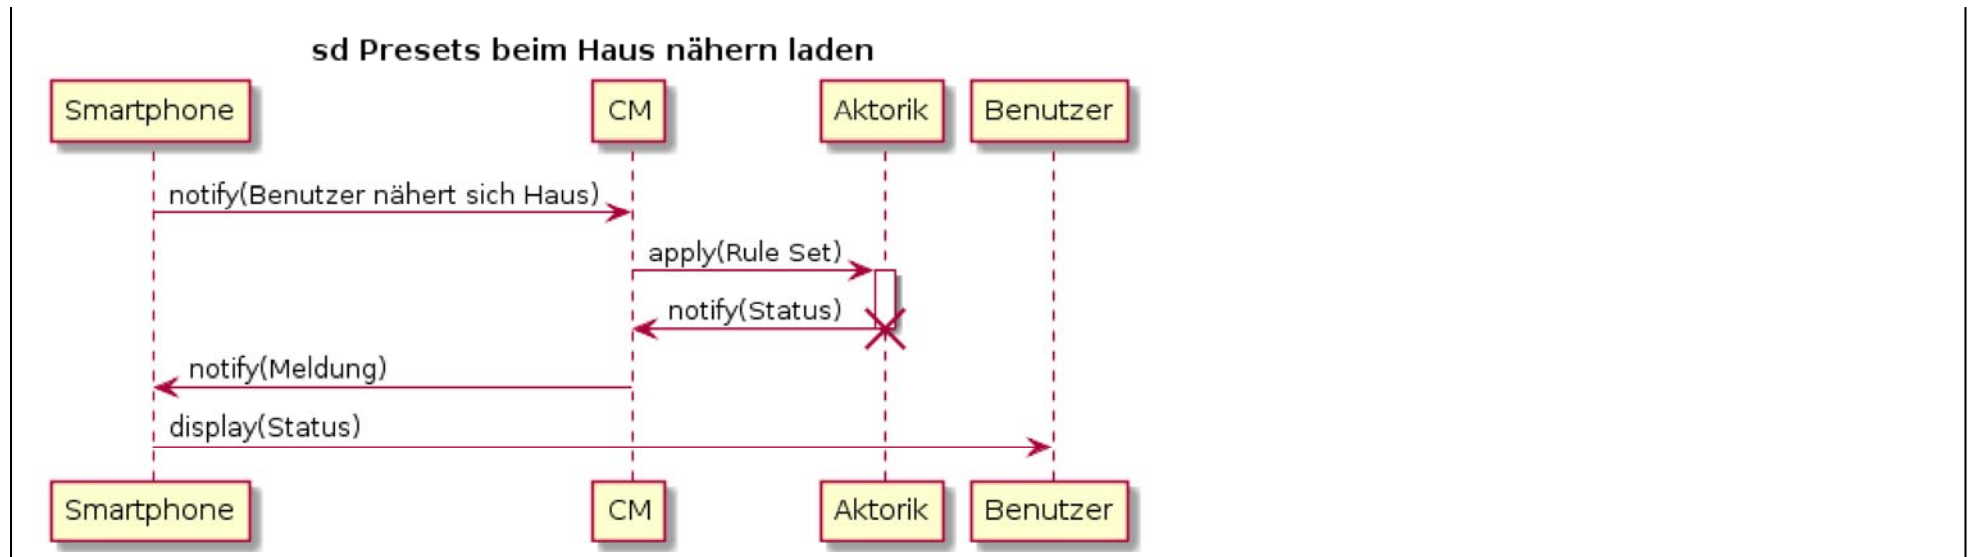 sd Presets beim Haus nähern laden
Smartphone CM Aktorik Benutzer
notify(Benutzer nähert sich Haus)
apply(Rule Set)
notify(Status)
notify(Meldung)
display(Status)
Smartphone CM Aktorik Benutzer